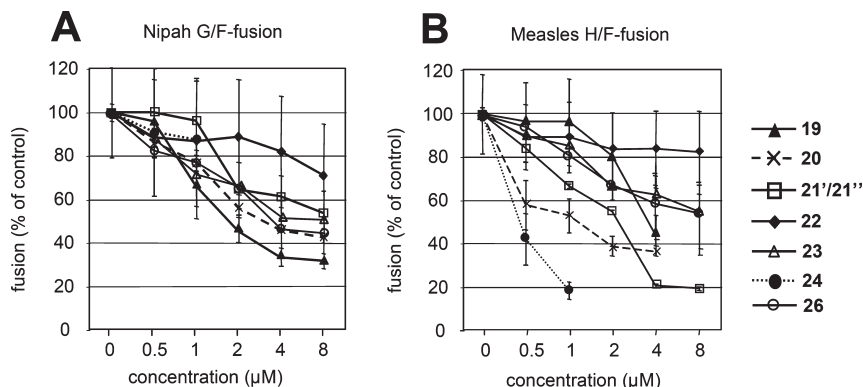 A
Nipah G/F-fusion
120
100
80
60
40
20
0
fusion (% of control)
0 0.5 1 2 4 8
concentration (µM)
B
Measles H/F-fusion
120
100
80
60
40
20
0
fusion (% of control)
0 0.5 1 2 4 8
concentration (µM)
19
20
21'/21''
22
23
24
26